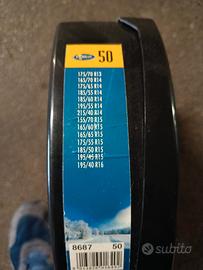 50
175/70 R13
165/70 R14
175/65 R14
185/55 R14
185/60 R14
195/55 R14
215/40 R14
155/70 R15
165/60 R15
165/65 R15
175/55 R15
185/50 R15
195/45 R15
195/40 R16
8687 50
subito